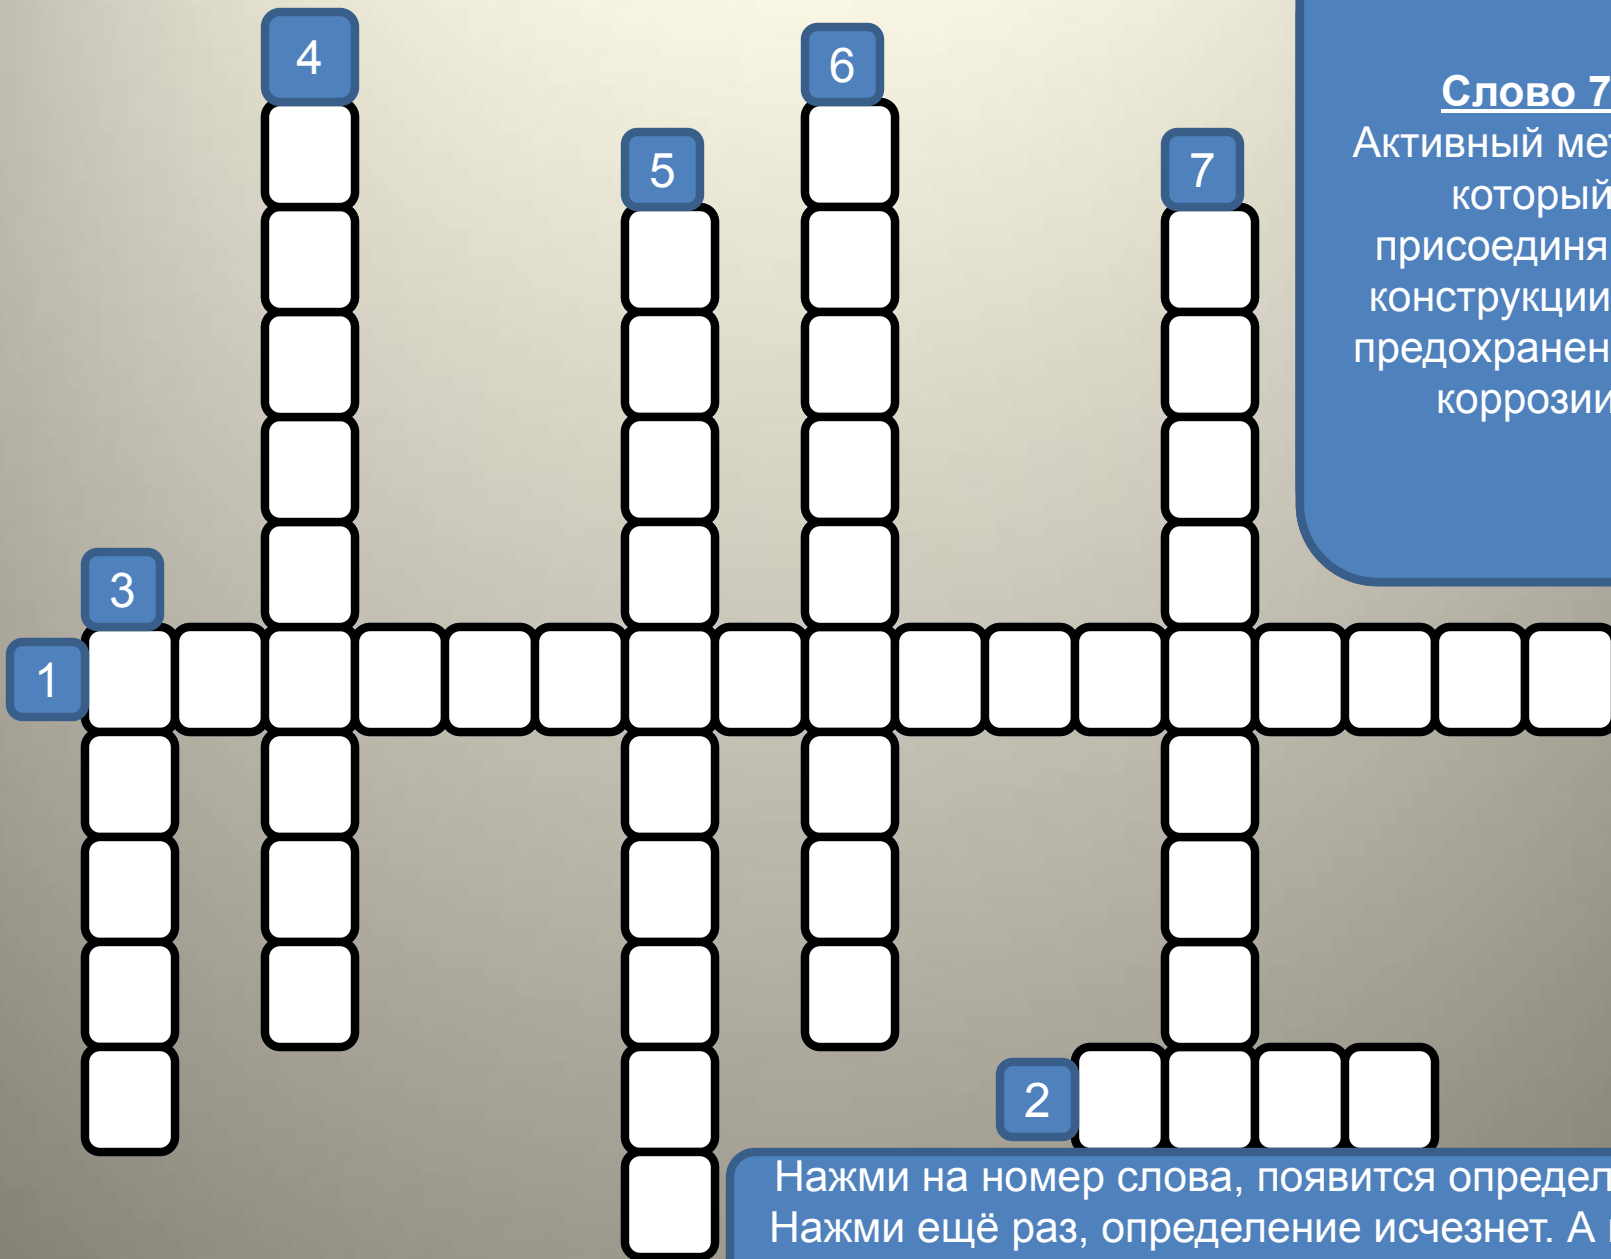 4
6
Слово 7
Активный мет
5
7
который
присоединя
конструкции
предохранен
коррозии
3
1
2
Нажми на номер слова, появится определ
Нажми ещё раз, определение исчезнет. А